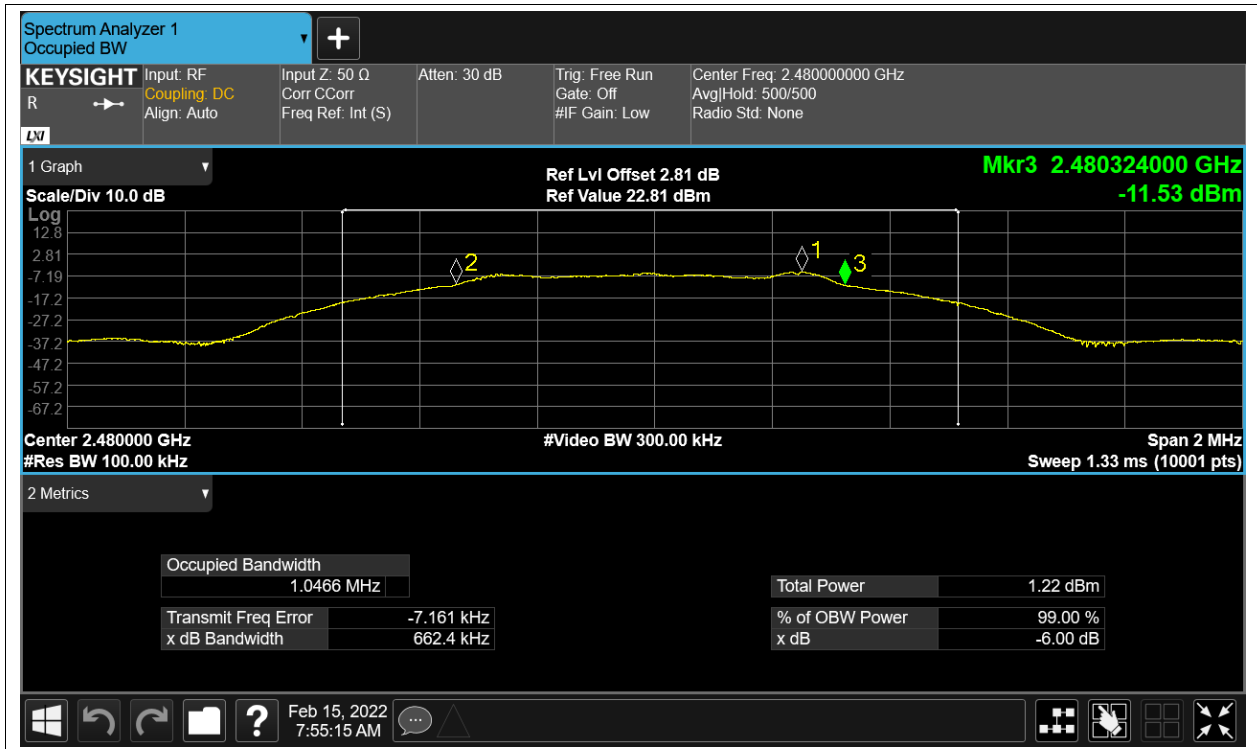 Spectrum Analyzer 1
Occupied BW
KEYSIGHT Input: RF Input Z: 50 Ω Atten: 30 dB Trig: Free Run Center Freq: 2.480000000 GHz
R Coupling: DC Corr CCorr Gate: Off Avg|Hold: 500/500
Align: Auto Freq Ref: Int (S) #IF Gain: Low Radio Std: None
LXI
1 Graph Ref Lvl Offset 2.81 dB Mkr3 2.480324000 GHz
Scale/Div 10.0 dB Ref Value 22.81 dBm -11.53 dBm
Log
12.8
2.81
-7.19
-17.2
-27.2
-37.2
-47.2
-57.2
-67.2
2
1
3
Center 2.480000 GHz #Video BW 300.00 kHz Span 2 MHz
#Res BW 100.00 kHz Sweep 1.33 ms (10001 pts)
2 Metrics
Occupied Bandwidth
1.0466 MHz Total Power 1.22 dBm
Transmit Freq Error -7.161 kHz % of OBW Power 99.00 %
x dB Bandwidth 662.4 kHz x dB -6.00 dB
? Feb 15, 2022
7:55:15 AM